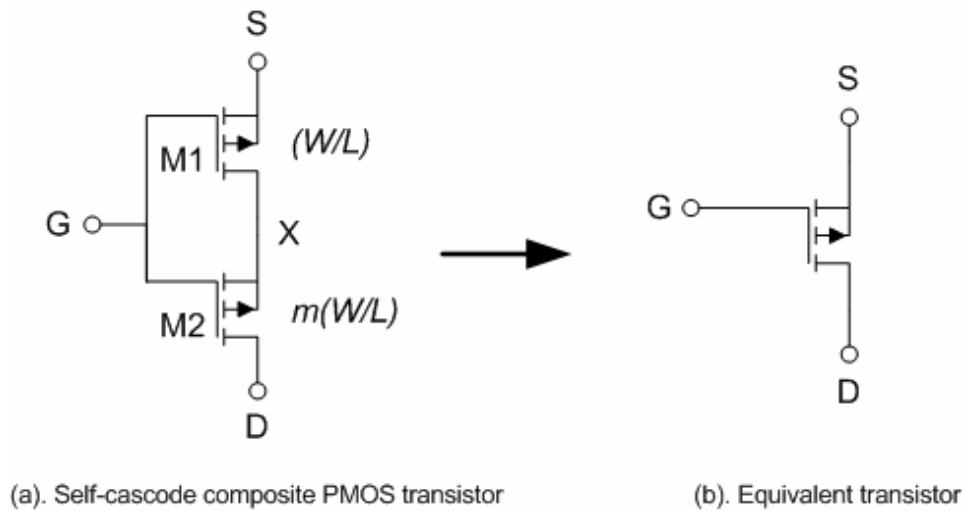 S
S
M1
(W/L)
G
X
G
M2
m(W/L)
D
D
(a). Self-cascode composite PMOS transistor
(b). Equivalent transistor